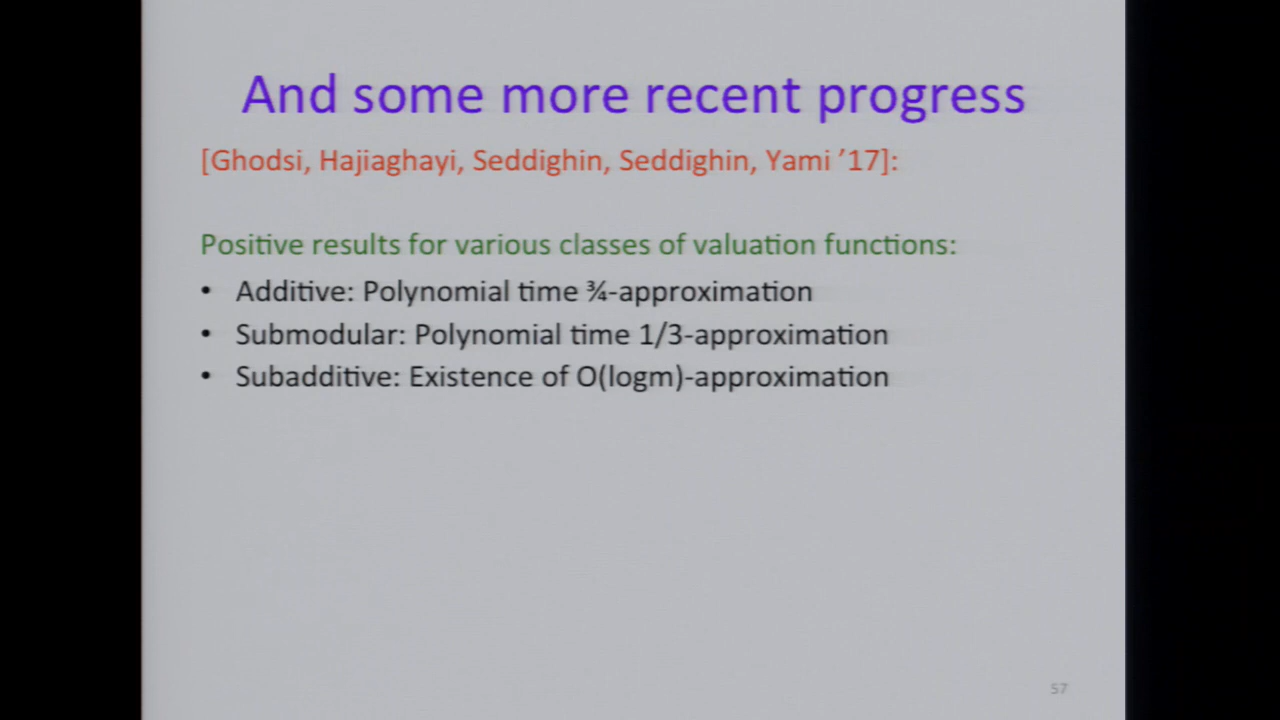 And some more recent progress
[Ghodsi, Hajiaghayi, Seddighin, Seddighin, Yami ’17]:
Positive results for various classes of valuation functions:
• Additive: Polynomial time ¾-approximation
• Submodular: Polynomial time 1/3-approximation
• Subadditive: Existence of O(logm)-approximation
57